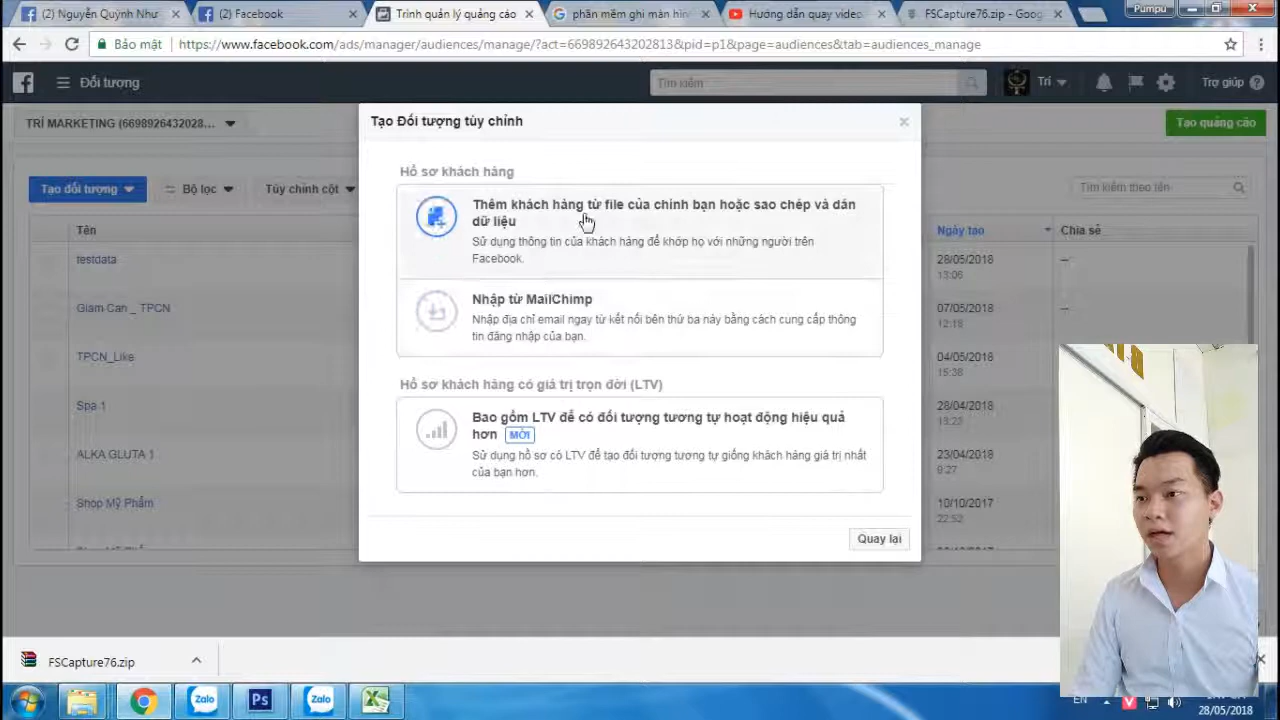 (2) Nguyễn Quỳnh Như
(2) Facebook
Trình quản lý quảng cáo
phần mềm ghi màn hìn
Hướng dẫn quay video
FSCapture76.zip - Goog
Pumpu
Bảo mật
https://www.facebook.com/ads/manager/audiences/manage/?act=669892643202813&pid=p1&page=audiences&tab=audiences_manage
Đối tượng
Tìm kiếm
Trí
Trợ giúp
TRÍ MARKETING (6698926432028...
Tạo quảng cáo
Tạo đối tượng
Bộ lọc
Tùy chỉnh cột
Tìm kiếm theo tên
Tên
Ngày tạo
Chia sẻ
testdata
28/05/2018
13:06
--
Giam Can _ TPCN
07/05/2018
12:18
--
TPCN_Like
04/05/2018
15:38
Spa 1
28/04/2018
13:22
ALKA GLUTA 1
23/04/2018
9:27
Shop Mỹ Phẩm
10/10/2017
22:52
Tạo Đối tượng tùy chỉnh
Hồ sơ khách hàng
Thêm khách hàng từ file của chính bạn hoặc sao chép và dán
dữ liệu
Sử dụng thông tin của khách hàng để khớp họ với những người trên
Facebook.
Nhập từ MailChimp
Nhập địa chỉ email ngay từ kết nối bên thứ ba này bằng cách cung cấp thông
tin đăng nhập của bạn.
Hồ sơ khách hàng có giá trị trọn đời (LTV)
Bao gồm LTV để có đối tượng tương tự hoạt động hiệu quả
hơn MỚI
Sử dụng hồ sơ có LTV để tạo đối tượng tương tự giống khách hàng giá trị nhất
của bạn hơn.
Quay lại
FSCapture76.zip
Zalo
Ps
Zalo
EN
28/05/2018